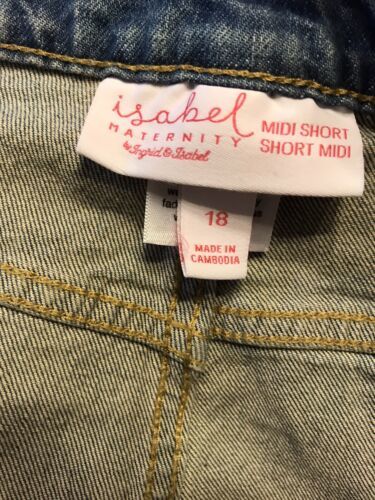 isabel
MATERNITY
by Ingrid & Isabel
MIDI SHORT
SHORT MIDI
18
MADE IN
CAMBODIA